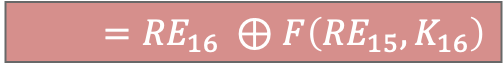 = RE₁₆ ⊕ F(RE₁₅, K₁₆)